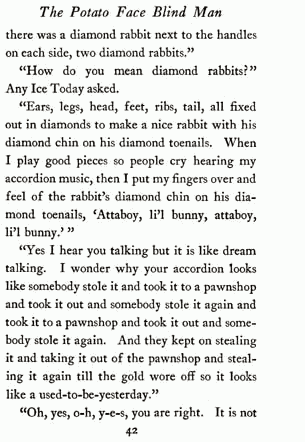 The Potato Face Blind Man
there was a diamond rabbit next to the handles
on each side, two diamond rabbits."
"How do you mean diamond rabbits?"
Any Ice Today asked.
"Ears, legs, head, feet, ribs, tail, all fixed
out in diamonds to make a nice rabbit with his
diamond chin on his diamond toenails. When
I play good pieces so people cry hearing my
accordion music, then I put my fingers over and
feel of the rabbit's diamond chin on his dia-
mond toenails, 'Attaboy, li'l bunny, attaboy,
li'l bunny.' "
"Yes I hear you talking but it is like dream
talking. I wonder why your accordion looks
like somebody stole it and took it to a pawnshop
and took it out and somebody stole it again and
took it to a pawnshop and took it out and some-
body stole it again. And they kept on stealing
it and taking it out of the pawnshop and steal-
ing it again till the gold wore off so it looks
like a used-to-be-yesterday."
"Oh, yes, o-h, y-e-s, you are right. It is not
42